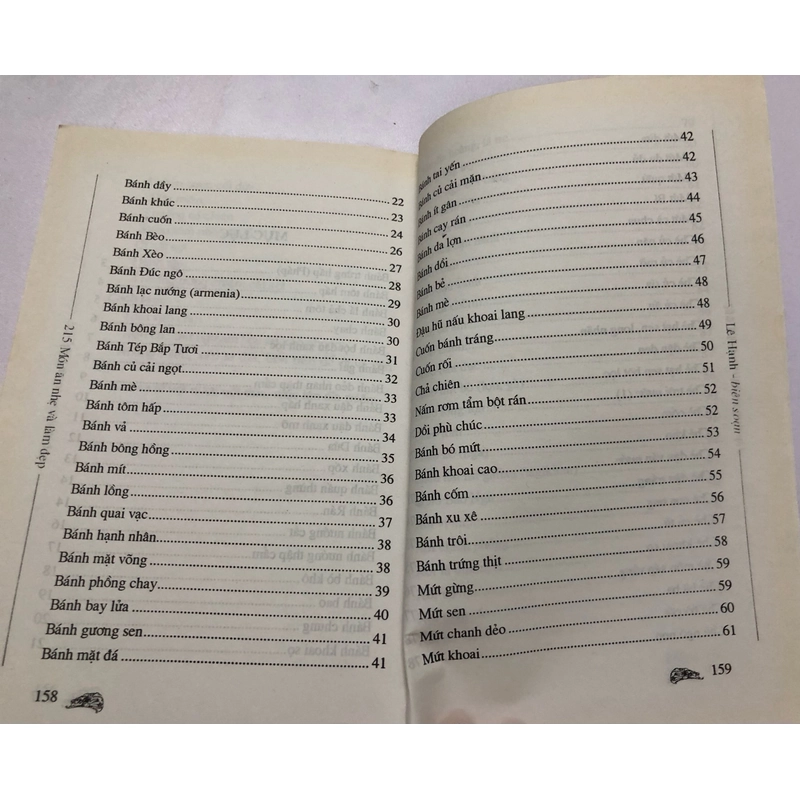 215 Món ăn nhẹ và làm đẹp
Bánh dầy 22
Bánh khúc 23
Bánh cuốn 24
Bánh Bèo 26
Bánh Xèo 27
Bánh Đúc ngô 28
Bánh lạc nướng (armenia) 29
Bánh khoai lang 30
Bánh bông lan 30
Bánh Tép Bắp Tươi 31
Bánh củ cải ngọt 32
Bánh mè 33
Bánh tôm hấp 33
Bánh vả 34
Bánh bông hồng 35
Bánh mít 36
Bánh lồng 36
Bánh quai vạc 37
Bánh hạnh nhân 38
Bánh mặt võng 38
Bánh phồng chay 39
Bánh bay lửa 40
Bánh gương sen 41
Bánh mặt đá 41
158
Bánh tai yến 42
Bánh củ cải mặn 42
Bánh ít gân 43
Bánh cay rán 44
Bánh da lợn 45
Bánh dối 46
Bánh bẻ 47
Bánh mè 48
Đậu hũ nấu khoai lang 48
Cuốn bánh tráng 49
Cuốn rối 50
Chả chiên 51
Nấm rơm tẩm bột rán 52
Dồi phù chúc 52
Bánh bó mứt 53
Bánh khoai cao 54
Bánh cốm 55
Bánh xu xê 56
Bánh trôi 57
Bánh trứng thịt 58
Mứt gừng 59
Mứt sen 59
Mứt chanh dẻo 60
Mứt khoai 61
Lê Hạnh - biên soạn
159